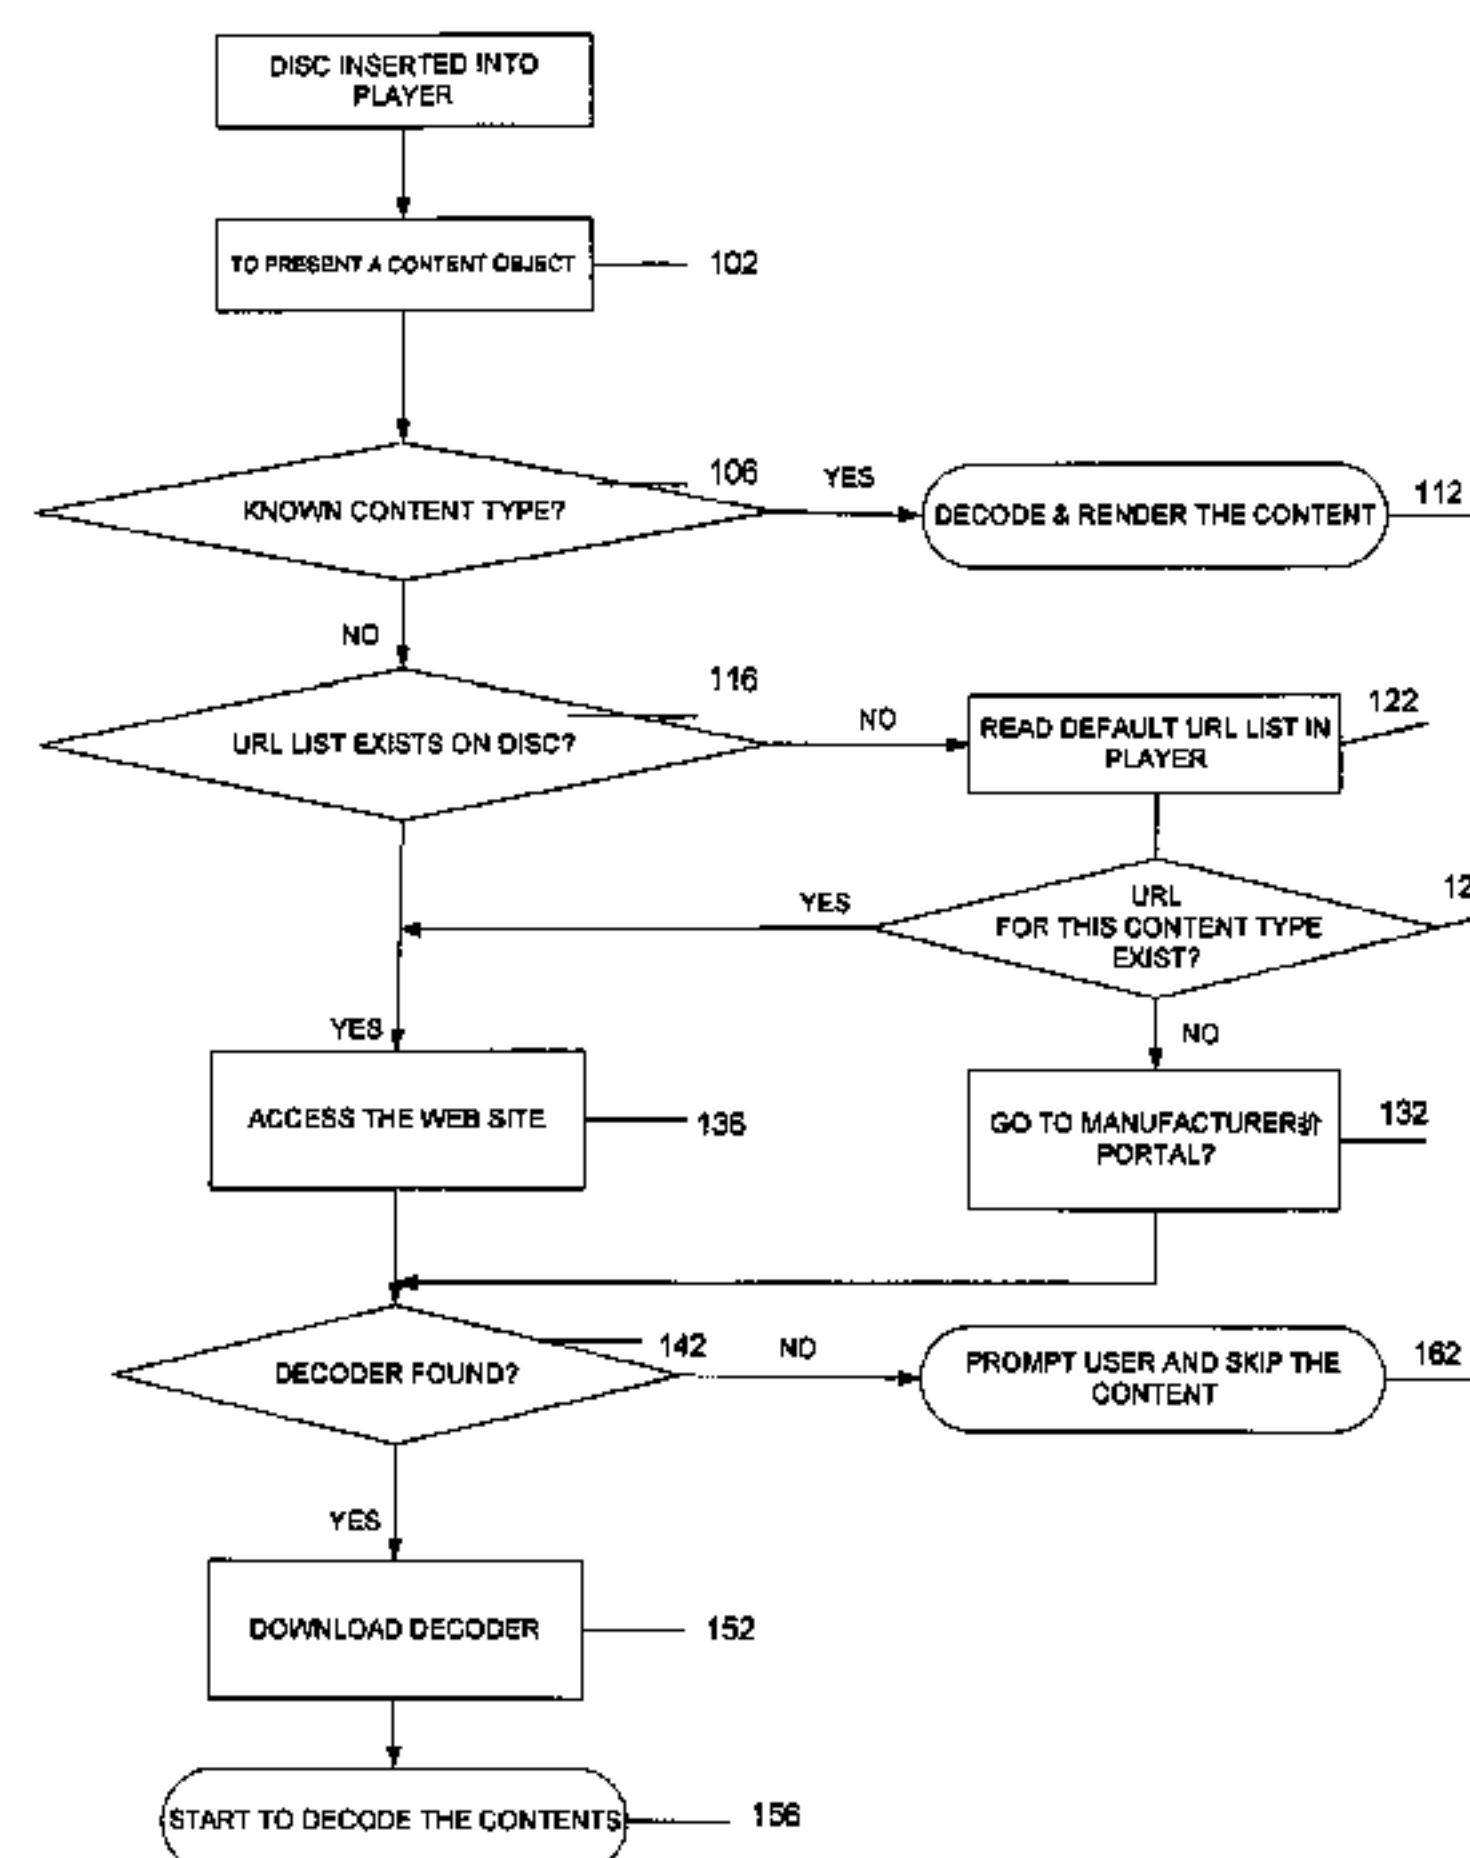 DISC INSERTED INTO
PLAYER
TO PRESENT A CONTENT OBJECT
102
KNOWN CONTENT TYPE?
106
YES
DECODE & RENDER THE CONTENT
112
NO
URL LIST EXISTS ON DISC?
116
NO
READ DEFAULT URL LIST IN
PLAYER
122
URL
FOR THIS CONTENT TYPE
EXIST?
12
YES
YES
NO
ACCESS THE WEB SITE
136
GO TO MANUFACTURER
PORTAL?
132
DECODER FOUND?
142
NO
PROMPT USER AND SKIP THE
CONTENT
162
YES
DOWNLOAD DECODER
152
START TO DECODE THE CONTENTS
156